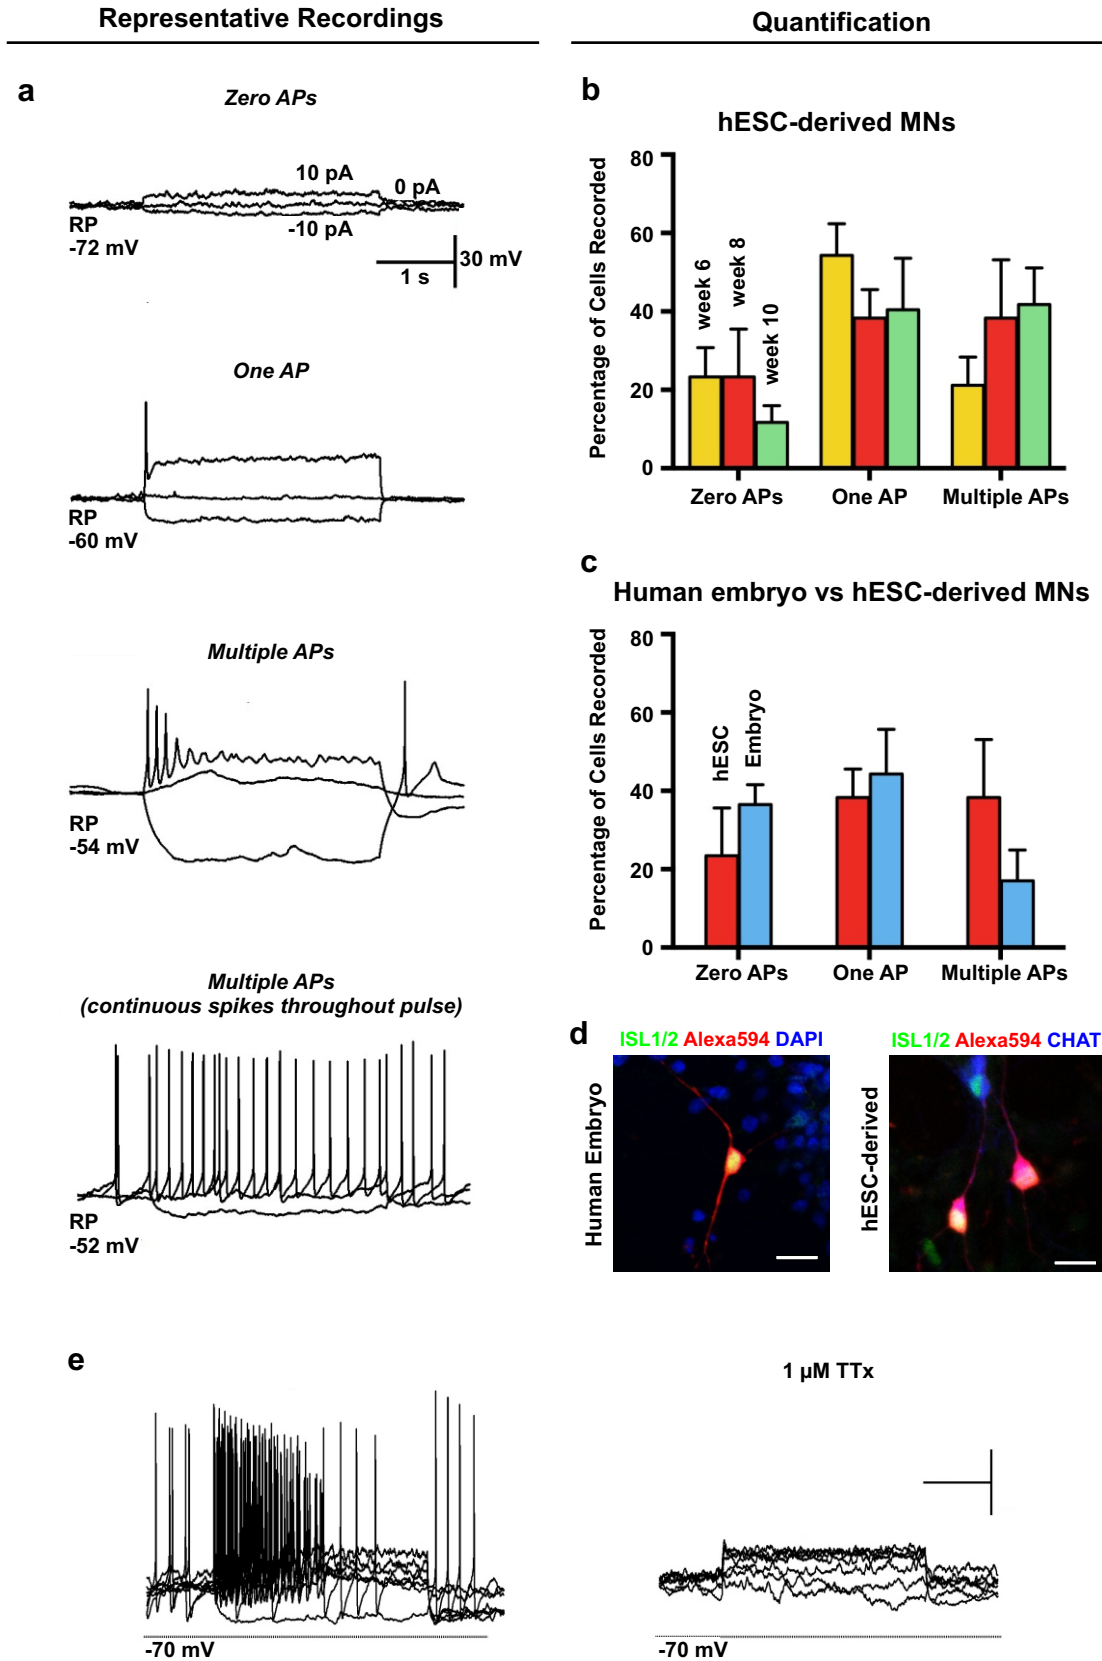 Representative Recordings
Quantification
a
Zero APs
10 pA
0 pA
-10 pA
RP
-72 mV
30 mV
1 s
One AP
RP
-60 mV
Multiple APs
RP
-54 mV
Multiple APs
(continuous spikes throughout pulse)
RP
-52 mV
b
hESC-derived MNs
Percentage of Cells Recorded
80
60
40
20
0
week 6
week 8
week 10
Zero APs
One AP
Multiple APs
c
Human embryo vs hESC-derived MNs
Percentage of Cells Recorded
80
60
40
20
0
hESC
Embryo
Zero APs
One AP
Multiple APs
d
ISL1/2 Alexa594 DAPI
Human Embryo
ISL1/2 Alexa594 CHAT
hESC-derived
e
-70 mV
1 µM TTx
-70 mV